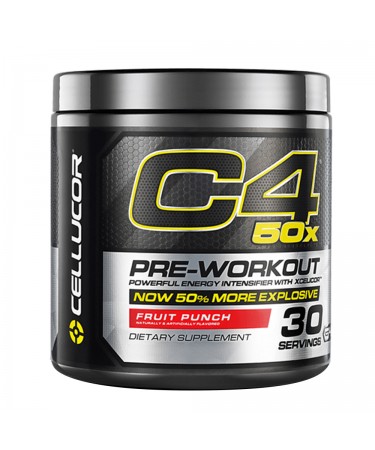 CELLUCOR®
C4
50x
PRE-WORKOUT
POWERFUL ENERGY INTENSIFIER WITH XCELICOR™
NOW 50% MORE EXPLOSIVE
FRUIT PUNCH
NATURALLY & ARTIFICIALLY FLAVORED
DIETARY SUPPLEMENT
30
SERVINGS